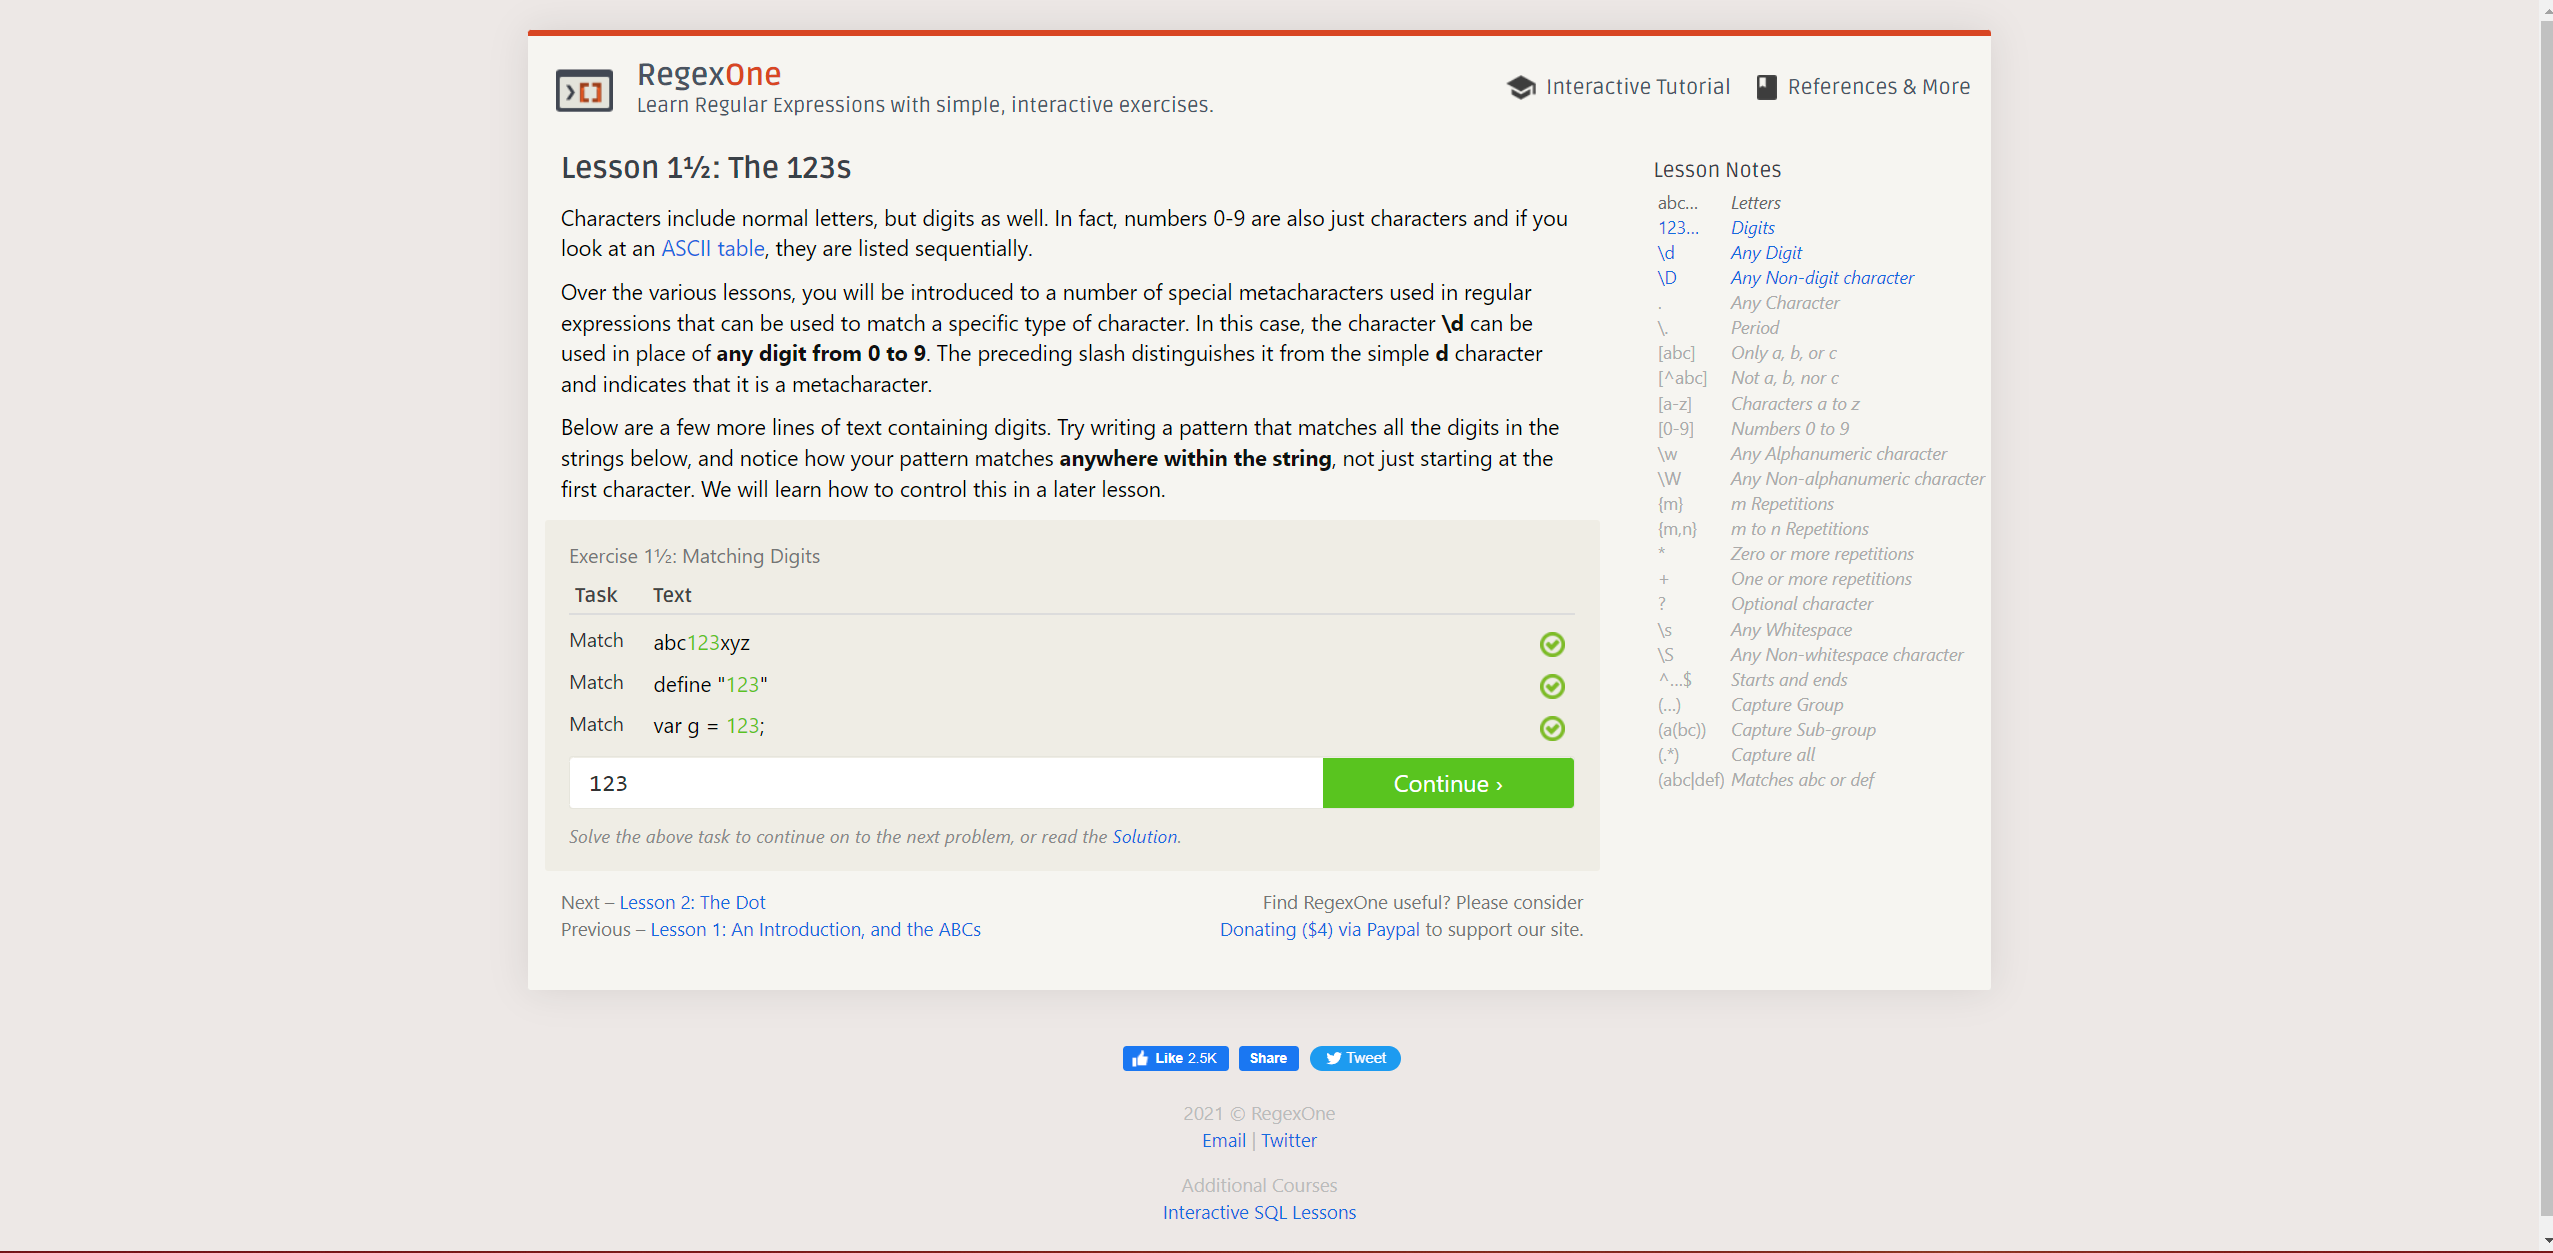 RegexOne
Learn Regular Expressions with simple, interactive exercises.
Interactive Tutorial
References & More
Lesson 1½: The 123s
Characters include normal letters, but digits as well. In fact, numbers 0-9 are also just characters and if you
look at an ASCII table, they are listed sequentially.
Over the various lessons, you will be introduced to a number of special metacharacters used in regular
expressions that can be used to match a specific type of character. In this case, the character \d can be
used in place of any digit from 0 to 9. The preceding slash distinguishes it from the simple d character
and indicates that it is a metacharacter.
Below are a few more lines of text containing digits. Try writing a pattern that matches all the digits in the
strings below, and notice how your pattern matches anywhere within the string, not just starting at the
first character. We will learn how to control this in a later lesson.
Exercise 1½: Matching Digits
Task Text
Match abc123xyz
Match define "123"
Match var g = 123;
123
Continue ›
Solve the above task to continue on to the next problem, or read the Solution.
Next – Lesson 2: The Dot
Previous – Lesson 1: An Introduction, and the ABCs
Find RegexOne useful? Please consider
Donating ($4) via Paypal to support our site.
Lesson Notes
abc... Letters
123... Digits
\d Any Digit
\D Any Non-digit character
. Any Character
\. Period
[abc] Only a, b, or c
[^abc] Not a, b, nor c
[a-z] Characters a to z
[0-9] Numbers 0 to 9
\w Any Alphanumeric character
\W Any Non-alphanumeric character
{m} m Repetitions
{m,n} m to n Repetitions
* Zero or more repetitions
+ One or more repetitions
? Optional character
\s Any Whitespace
\S Any Non-whitespace character
^...$ Starts and ends
(...) Capture Group
(a(bc)) Capture Sub-group
(.*) Capture all
(abc|def) Matches abc or def
Like 2.5K
Share
Tweet
2021 © RegexOne
Email | Twitter
Additional Courses
Interactive SQL Lessons